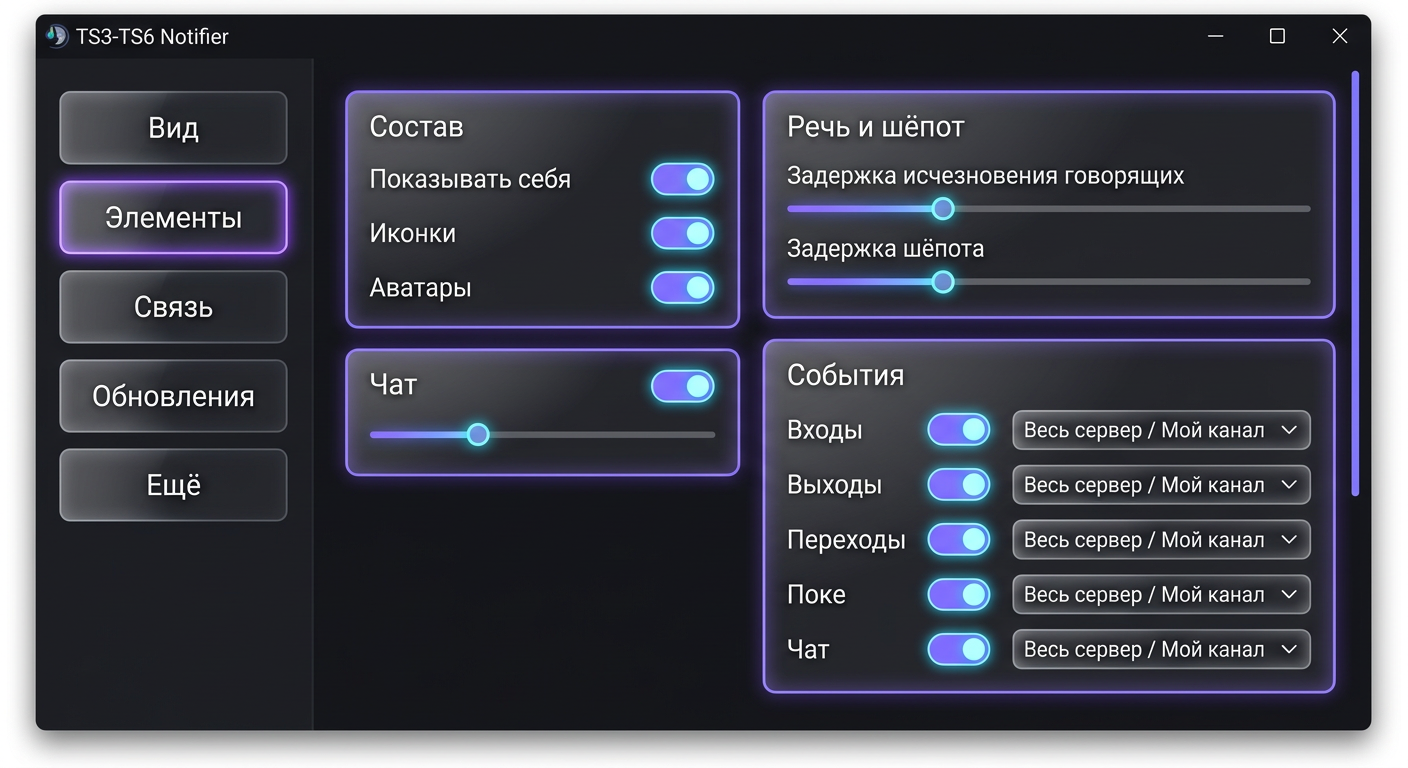 TS3-TS6 Notifier
Вид
Элементы
Связь
Обновления
Ещё
Состав
Показывать себя
Иконки
Аватары
Чат
Речь и шёпот
Задержка исчезновения говорящих
Задержка шёпота
События
Входы Весь сервер / Мой канал
Выходы Весь сервер / Мой канал
Переходы Весь сервер / Мой канал
Поке Весь сервер / Мой канал
Чат Весь сервер / Мой канал